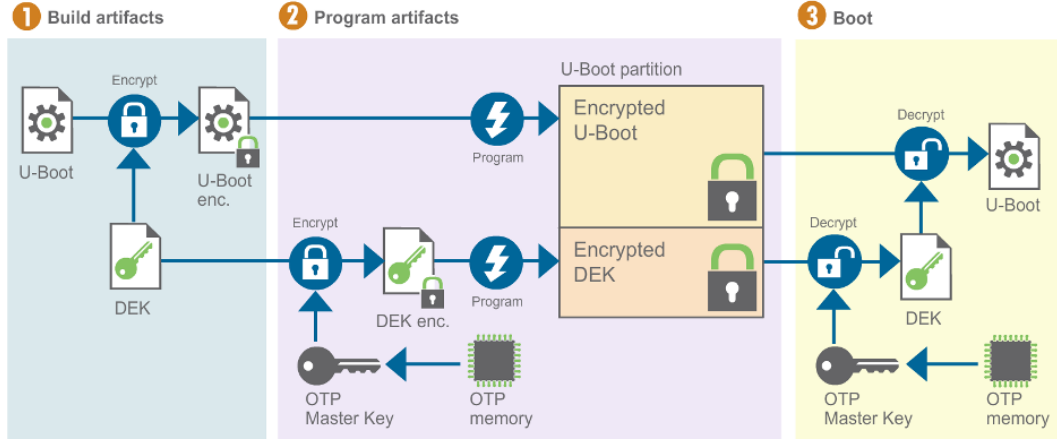 1 Build artifacts
2 Program artifacts
3 Boot
Encrypt
U-Boot
U-Boot
enc.
DEK
Encrypt
DEK enc.
OTP
Master Key
OTP
memory
Program
Program
U-Boot partition
Encrypted
U-Boot
Encrypted
DEK
Decrypt
U-Boot
Decrypt
DEK
OTP
Master Key
OTP
memory